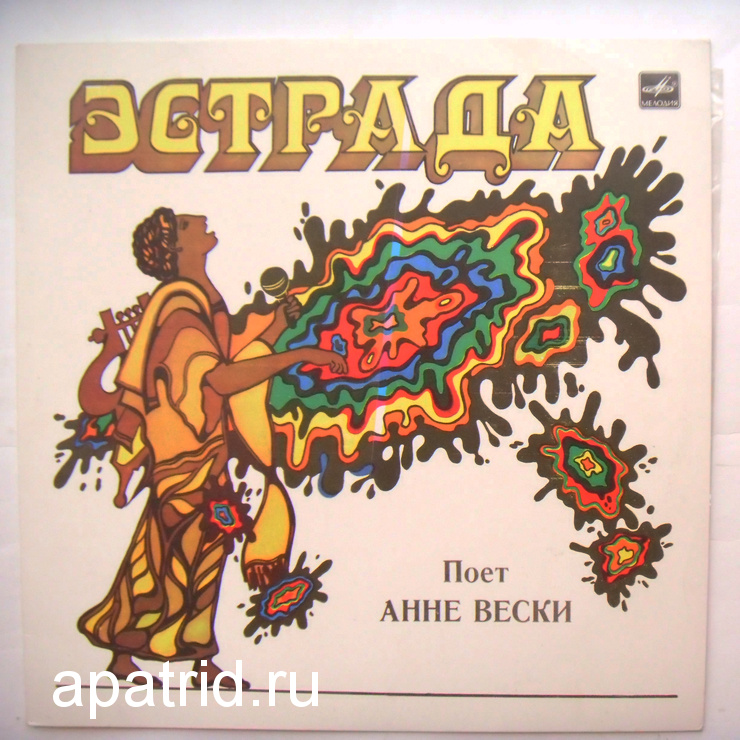 ЭСТРАДА
МЕЛОДИЯ
Поет
АННЕ ВЕСКИ
apatrid.ru